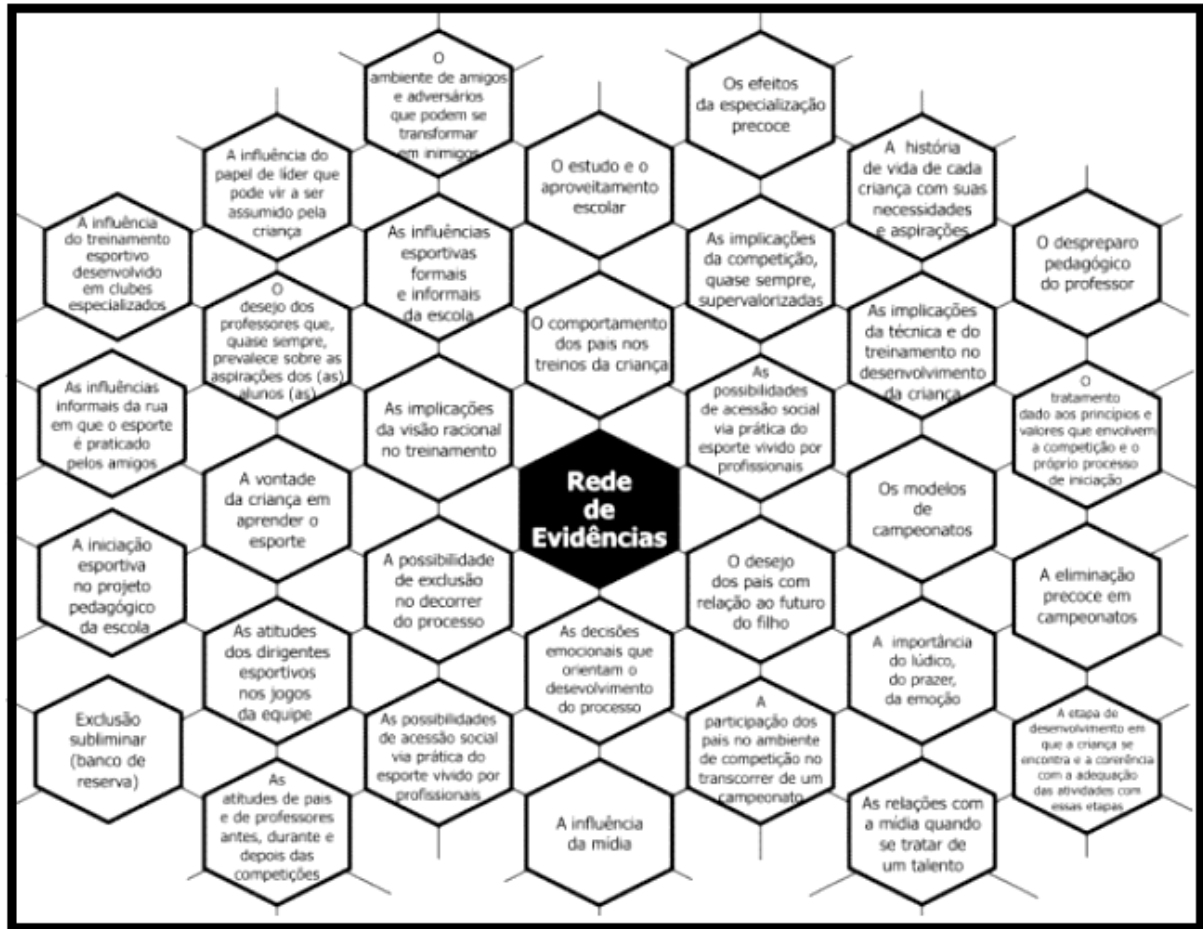 O
ambiente de amigos
e adversários
que podem se
transformar
em inimigos
Os efeitos
da especialização
precoce
A influência do
papel de líder que
pode vir a ser
assumido pela
criança
O estudo e o
aproveitamento
escolar
A história
de vida de cada
criança com suas
necessidades
e aspirações
A influência
do treinamento
esportivo
desenvolvido
em clubes
especializados
As influências
esportivas
formais
e informais
da escola
As implicações
da competição,
quase sempre,
supervalorizadas
O despreparo
pedagógico
do professor
O
desejo dos
professores que,
quase sempre,
prevalece sobre as
aspirações dos (as)
alunos (as)
O comportamento
dos pais nos
treinos da criança
As implicações
da técnica e do
treinamento no
desenvolvimento
da criança
As influências
informais da rua
em que o esporte
é praticado
pelos amigos
As implicações
da visão racional
no treinamento
As
possibilidades
de acessão social
via prática do
esporte vivido por
profissionais
O
tratamento
dado aos princípios e
valores que envolvem
a competição e o
próprio processo
de iniciação
A vontade
da criança em
aprender o
esporte
Rede
de
Evidências
Os modelos
de
campeonatos
A iniciação
esportiva
no projeto
pedagógico
da escola
A possibilidade
de exclusão
no decorrer
do processo
O desejo
dos pais com
relação ao futuro
do filho
A eliminação
precoce em
campeonatos
As atitudes
dos dirigentes
esportivos
nos jogos
da equipe
As decisões
emocionais que
orientam o
desevolvimento
do processo
A importância
do lúdico,
do prazer,
da emoção
Exclusão
subliminar
(banco de
reserva)
As possibilidades
de acessão social
via prática do
esporte vivido por
profissionais
A
participação dos
pais no ambiente
de competição no
transcorrer de um
campeonato
A etapa de
desenvolvimento em
que a criança se
encontra e a corerência
com a adequação
das atividades com
essas etapas
As
atitudes de pais
e de professores
antes, durante e
depois das
competições
A influência
da mídia
As relações com
a mídia quando
se tratar de
um talento